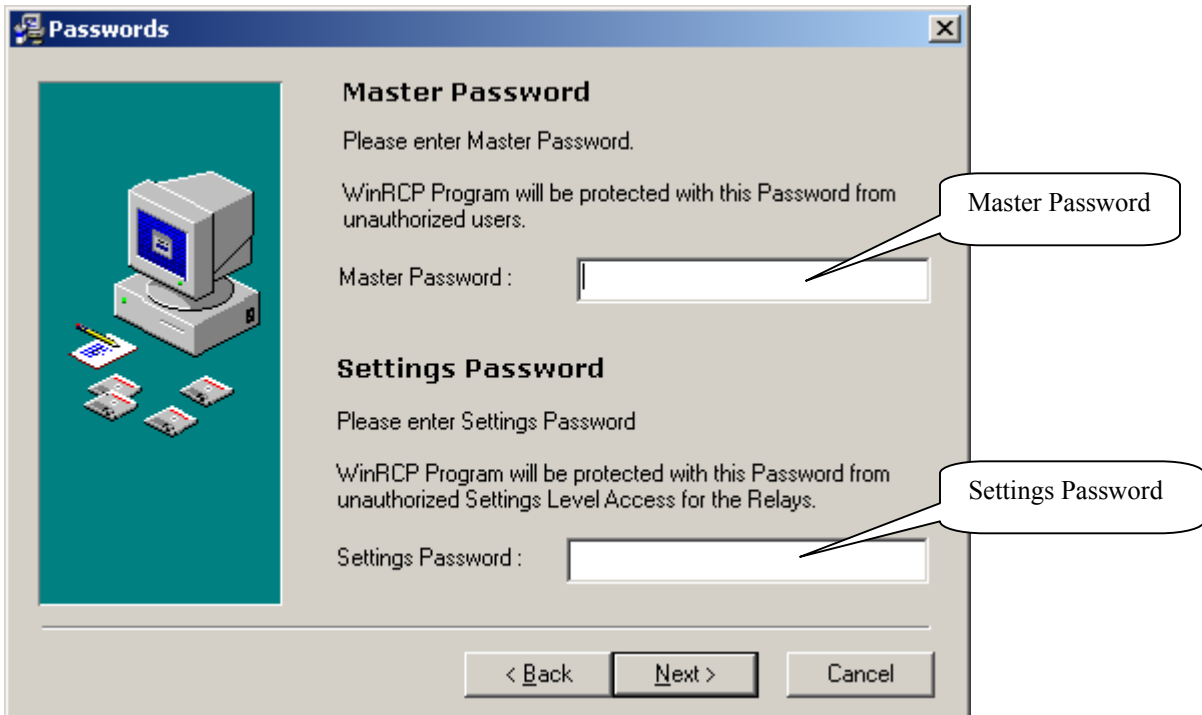 Passwords
Master Password
Please enter Master Password.
WinRCP Program will be protected with this Password from
unauthorized users.
Master Password
Master Password :
Settings Password
Please enter Settings Password
WinRCP Program will be protected with this Password from
unauthorized Settings Level Access for the Relays.
Settings Password
Settings Password :
< Back
Next >
Cancel